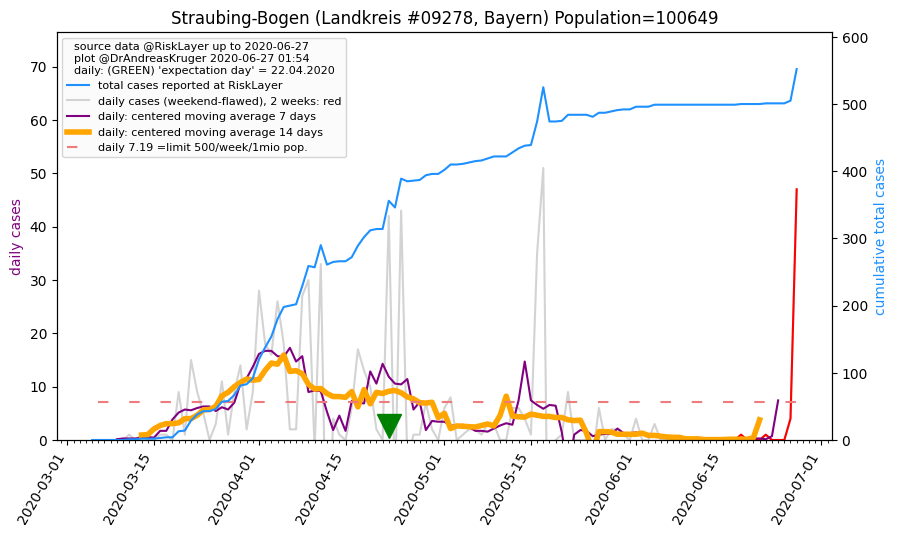 Straubing-Bogen (Landkreis #09278, Bayern) Population=100649
source data @RiskLayer up to 2020-06-27
plot @DrAndreasKruger 2020-06-27 01:54
daily: (GREEN) 'expectation day' = 22.04.2020
total cases reported at RiskLayer
daily cases (weekend-flawed), 2 weeks: red
daily: centered moving average 7 days
daily: centered moving average 14 days
daily 7.19 =limit 500/week/1mio pop.
daily cases
70
60
50
40
30
20
10
0
cumulative total cases
600
500
400
300
200
100
0
2020-03-01
2020-03-15
2020-04-01
2020-04-15
2020-05-01
2020-05-15
2020-06-01
2020-06-15
2020-07-01